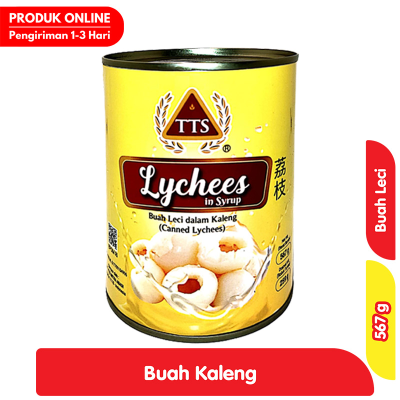 PRODUK ONLINE
Pengiriman 1-3 Hari
TTS
®
Lychees
in Syrup
Buah Leci dalam Kaleng
(Canned Lychees)
荔枝
Buah Leci
567 g
Buah Kaleng